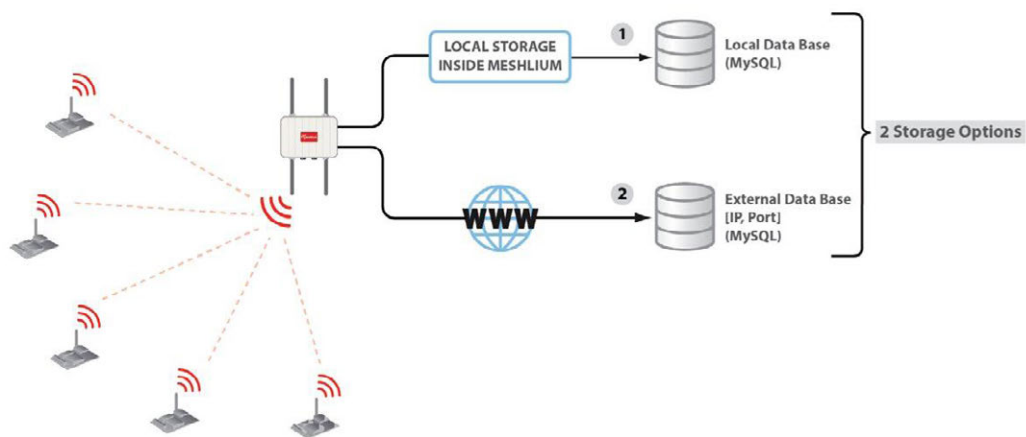 LOCAL STORAGE
INSIDE MESHLIUM
1
Local Data Base
(MySQL)
2 Storage Options
WWW
2
External Data Base
[IP, Port]
(MySQL)